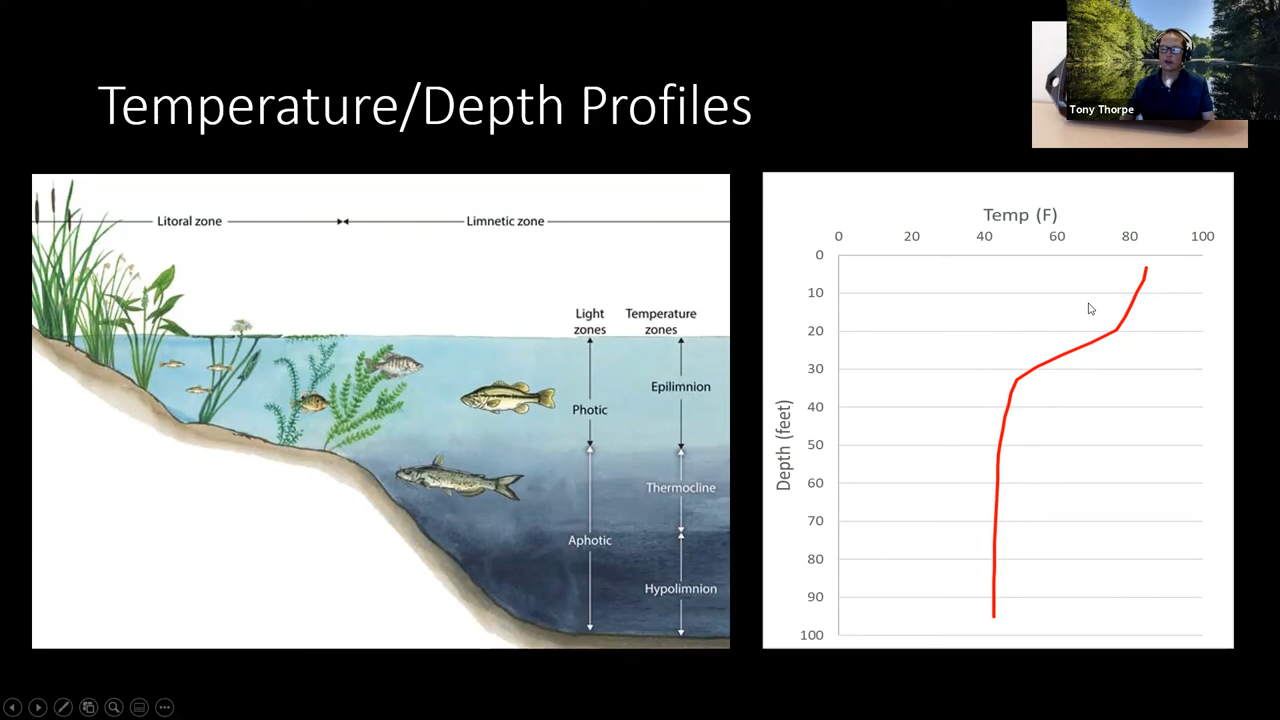 Temperature/Depth Profiles
Tony Thorpe
Litoral zone
Limnetic zone
Light
zones
Temperature
zones
Epilimnion
Photic
Thermocline
Aphotic
Hypolimnion
Temp (F)
0 20 40 60 80 100
0
10
20
30
40
50
60
70
80
90
100
Depth (feet)